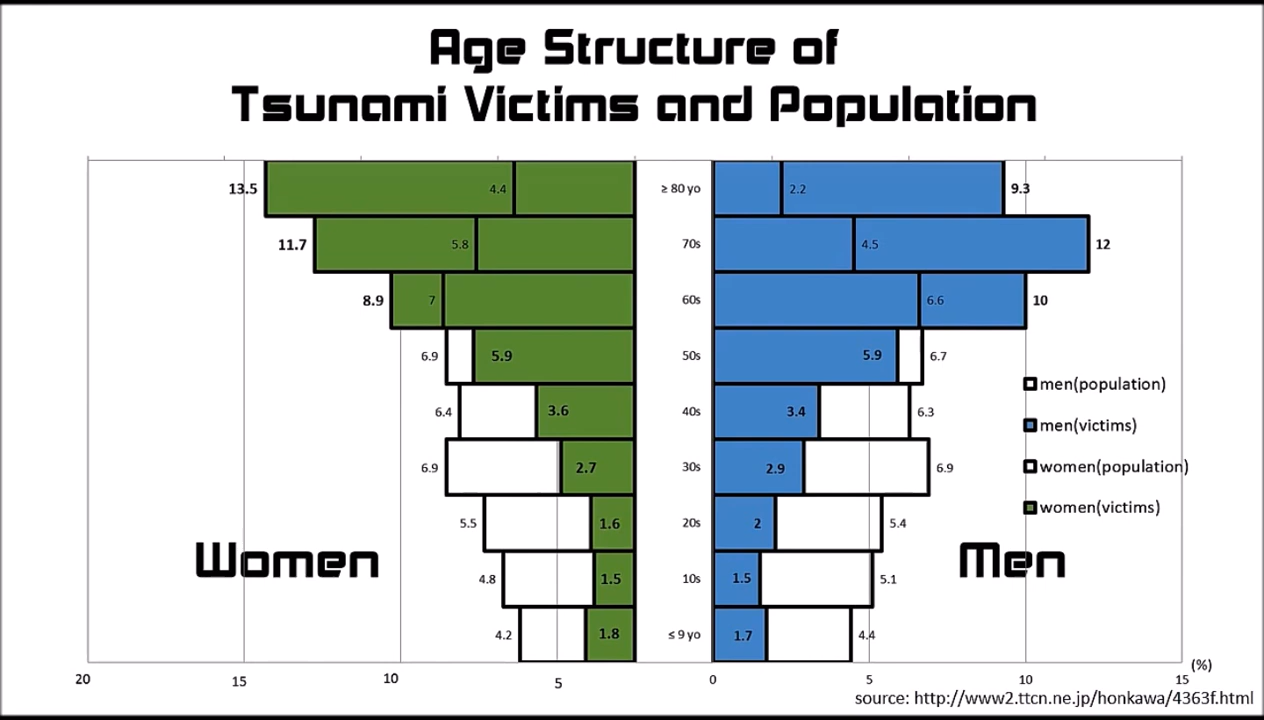 Age Structure of
Tsunami Victims and Population
13.5 4.4 ≥ 80 yo 2.2 9.3
11.7 5.8 70s 4.5 12
8.9 7 60s 6.6 10
6.9 5.9 50s 5.9 6.7
6.4 3.6 40s 3.4 6.3
6.9 2.7 30s 2.9 6.9
5.5 1.6 20s 2 5.4
4.8 1.5 10s 1.5 5.1
4.2 1.8 ≤ 9 yo 1.7 4.4
men(population)
men(victims)
women(population)
women(victims)
Women
Men
20 15 10 5 0 5 10 15 (%)
source: http://www2.ttcn.ne.jp/honkawa/4363f.html